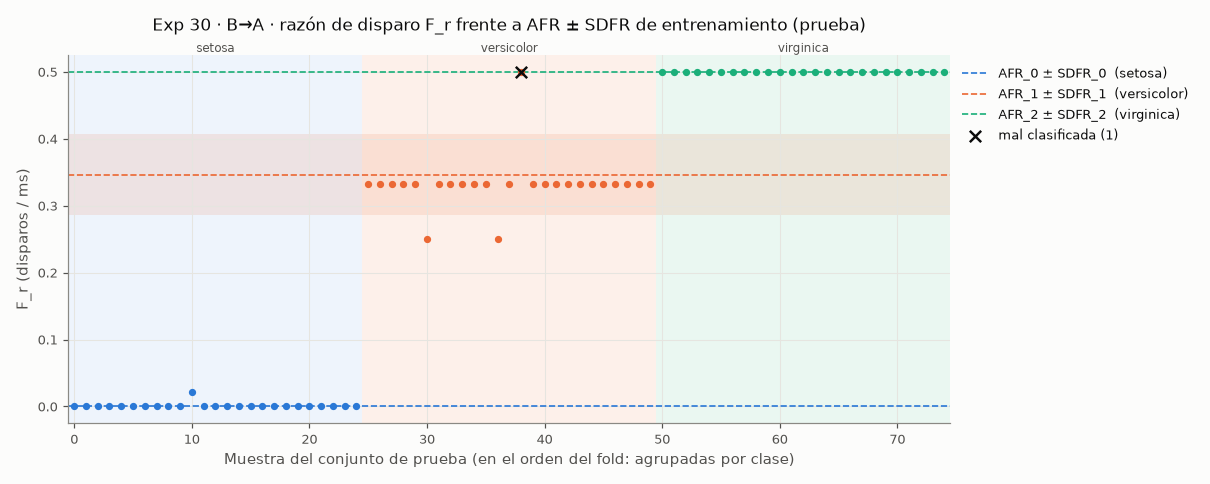 Exp 30 · B→A · razón de disparo F_r frente a AFR ± SDFR de entrenamiento (prueba)
setosa
versicolor
virginica
0.5
0.4
0.3
0.2
0.1
0.0
F_r (disparos / ms)
0
10
20
30
40
50
60
70
Muestra del conjunto de prueba (en el orden del fold: agrupadas por clase)
AFR_0 ± SDFR_0 (setosa)
AFR_1 ± SDFR_1 (versicolor)
AFR_2 ± SDFR_2 (virginica)
mal clasificada (1)